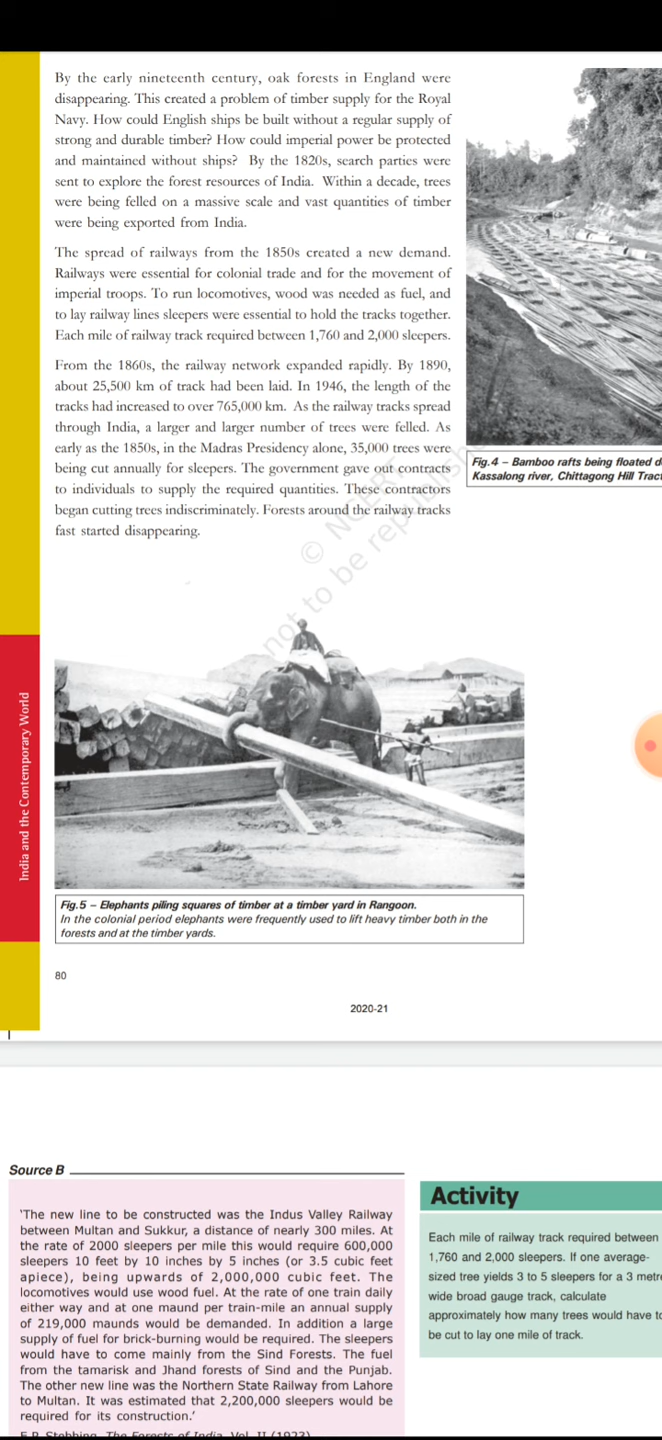 By the early nineteenth century, oak forests in England were
disappearing. This created a problem of timber supply for the Royal
Navy. How could English ships be built without a regular supply of
strong and durable timber? How could imperial power be protected
and maintained without ships? By the 1820s, search parties were
sent to explore the forest resources of India. Within a decade, trees
were being felled on a massive scale and vast quantities of timber
were being exported from India.
The spread of railways from the 1850s created a new demand.
Railways were essential for colonial trade and for the movement of
imperial troops. To run locomotives, wood was needed as fuel, and
to lay railway lines sleepers were essential to hold the tracks together.
Each mile of railway track required between 1,760 and 2,000 sleepers.
From the 1860s, the railway network expanded rapidly. By 1890,
about 25,500 km of track had been laid. In 1946, the length of the
tracks had increased to over 765,000 km. As the railway tracks spread
through India, a larger and larger number of trees were felled. As
early as the 1850s, in the Madras Presidency alone, 35,000 trees were
being cut annually for sleepers. The government gave out contracts
to individuals to supply the required quantities. These contractors
began cutting trees indiscriminately. Forests around the railway tracks
fast started disappearing.
Fig.4 – Bamboo rafts being floated d
Kassalong river, Chittagong Hill Trac
© NCERT
not to be republishe
India and the Contemporary World
Fig.5 – Elephants piling squares of timber at a timber yard in Rangoon.
In the colonial period elephants were frequently used to lift heavy timber both in the
forests and at the timber yards.
80
2020-21
Source B
'The new line to be constructed was the Indus Valley Railway
between Multan and Sukkur, a distance of nearly 300 miles. At
the rate of 2000 sleepers per mile this would require 600,000
sleepers 10 feet by 10 inches by 5 inches (or 3.5 cubic feet
apiece), being upwards of 2,000,000 cubic feet. The
locomotives would use wood fuel. At the rate of one train daily
either way and at one maund per train-mile an annual supply
of 219,000 maunds would be demanded. In addition a large
supply of fuel for brick-burning would be required. The sleepers
would have to come mainly from the Sind Forests. The fuel
from the tamarisk and Jhand forests of Sind and the Punjab.
The other new line was the Northern State Railway from Lahore
to Multan. It was estimated that 2,200,000 sleepers would be
required for its construction.'
E.P. Stebbing, The Forests of India, Vol. II (1923)
Activity
Each mile of railway track required between
1,760 and 2,000 sleepers. If one average-
sized tree yields 3 to 5 sleepers for a 3 metre
wide broad gauge track, calculate
approximately how many trees would have to
be cut to lay one mile of track.